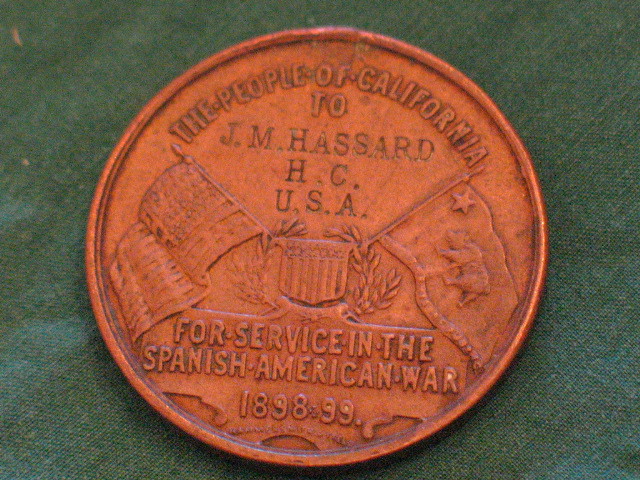 THE·PEOPLE·OF·CALIFORNIA
TO
J.M.HASSARD
H.C.
U.S.A.
FOR·SERVICE·IN·THE
SPANISH·AMERICAN·WAR
1898-99.